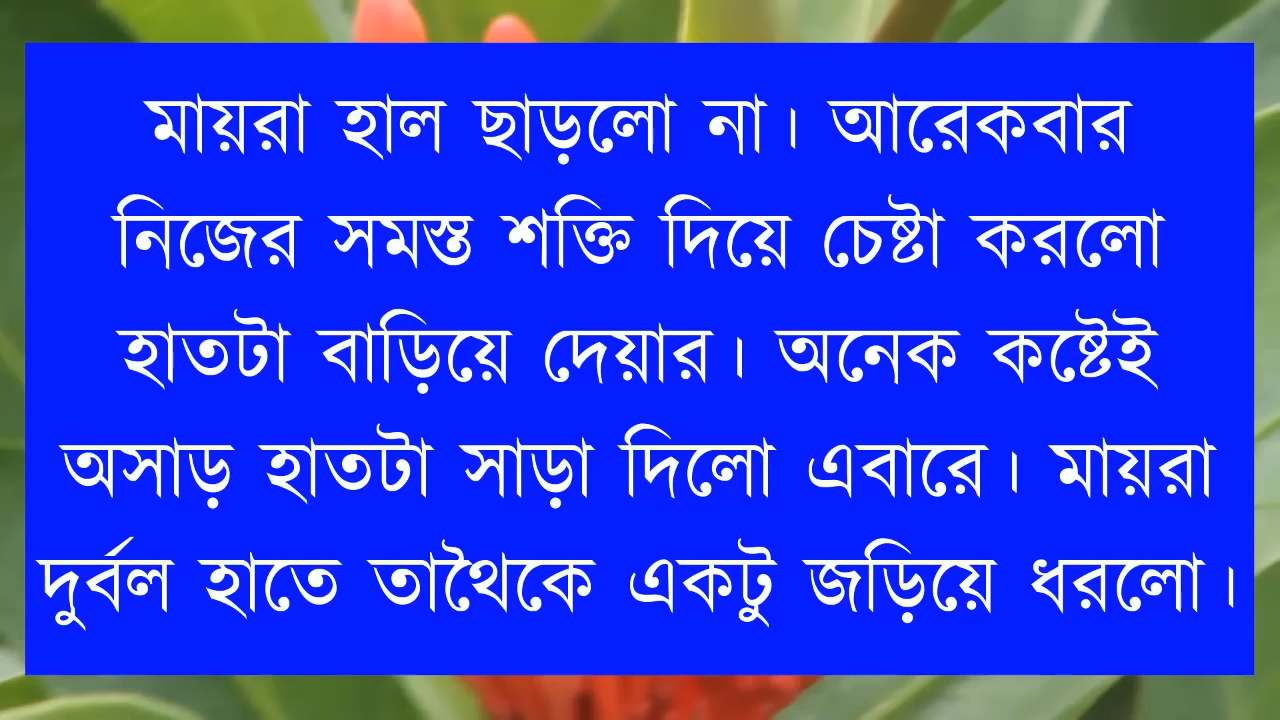 মায়রা হাল ছাড়লো না। আরেকবার
নিজের সমস্ত শক্তি দিয়ে চেষ্টা করলো
হাতটা বাড়িয়ে দেয়ার। অনেক কষ্টেই
অসাড় হাতটা সাড়া দিলো এবারে। মায়রা
দুর্বল হাতে তাথৈকে একটু জড়িয়ে ধরলো।